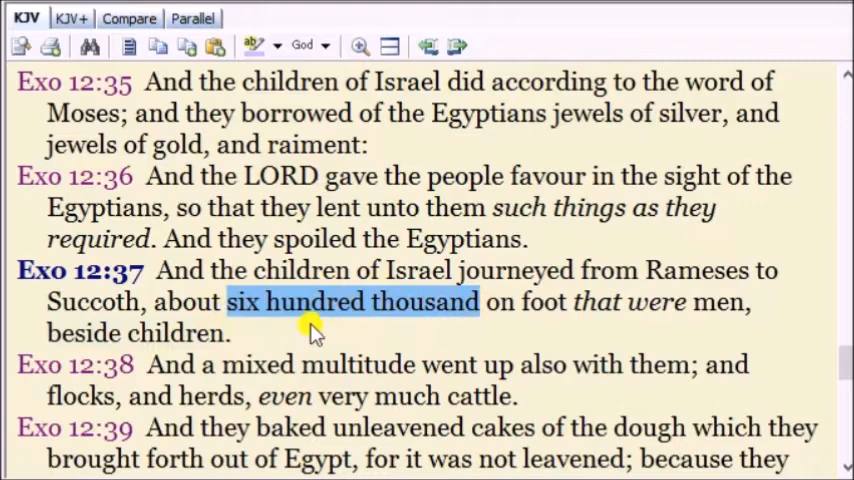 KJV KJV+ Compare Parallel
God
Exo 12:35 And the children of Israel did according to the word of
Moses; and they borrowed of the Egyptians jewels of silver, and
jewels of gold, and raiment:
Exo 12:36 And the LORD gave the people favour in the sight of the
Egyptians, so that they lent unto them such things as they
required. And they spoiled the Egyptians.
Exo 12:37 And the children of Israel journeyed from Rameses to
Succoth, about six hundred thousand on foot that were men,
beside children.
Exo 12:38 And a mixed multitude went up also with them; and
flocks, and herds, even very much cattle.
Exo 12:39 And they baked unleavened cakes of the dough which they
brought forth out of Egypt, for it was not leavened; because they